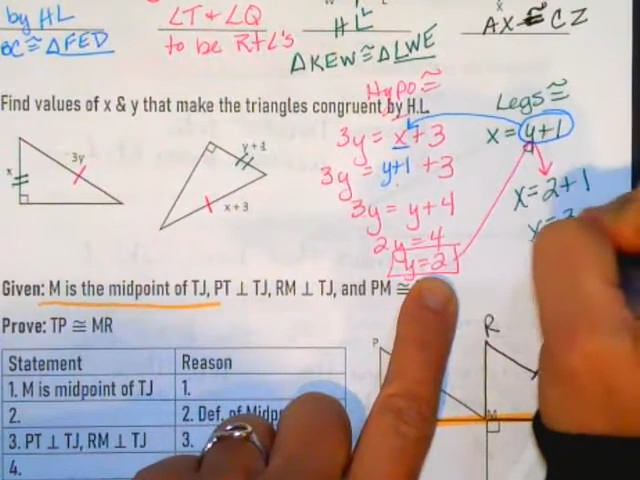 by HL
≅ ΔFED
∠T + ∠Q
to be Rt∠'s
HL
ΔKEW ≅ ΔLWE
AX ≅ CZ
Find values of x & y that make the triangles congruent by H.L.
Hypo ≅
Legs ≅
x
3y
y+1
x+3
3y = x+3
3y = y+1 +3
3y = y+4
2y = 4
y=2
x = y+1
x=2+1
Given: M is the midpoint of TJ, PT ⊥ TJ, RM ⊥ TJ, and PM ≅
Prove: TP ≅ MR
P
R
M
Statement Reason
1. M is midpoint of TJ 1.
2. 2. Def. of
3. PT ⊥ TJ, RM ⊥ TJ 3.
4.